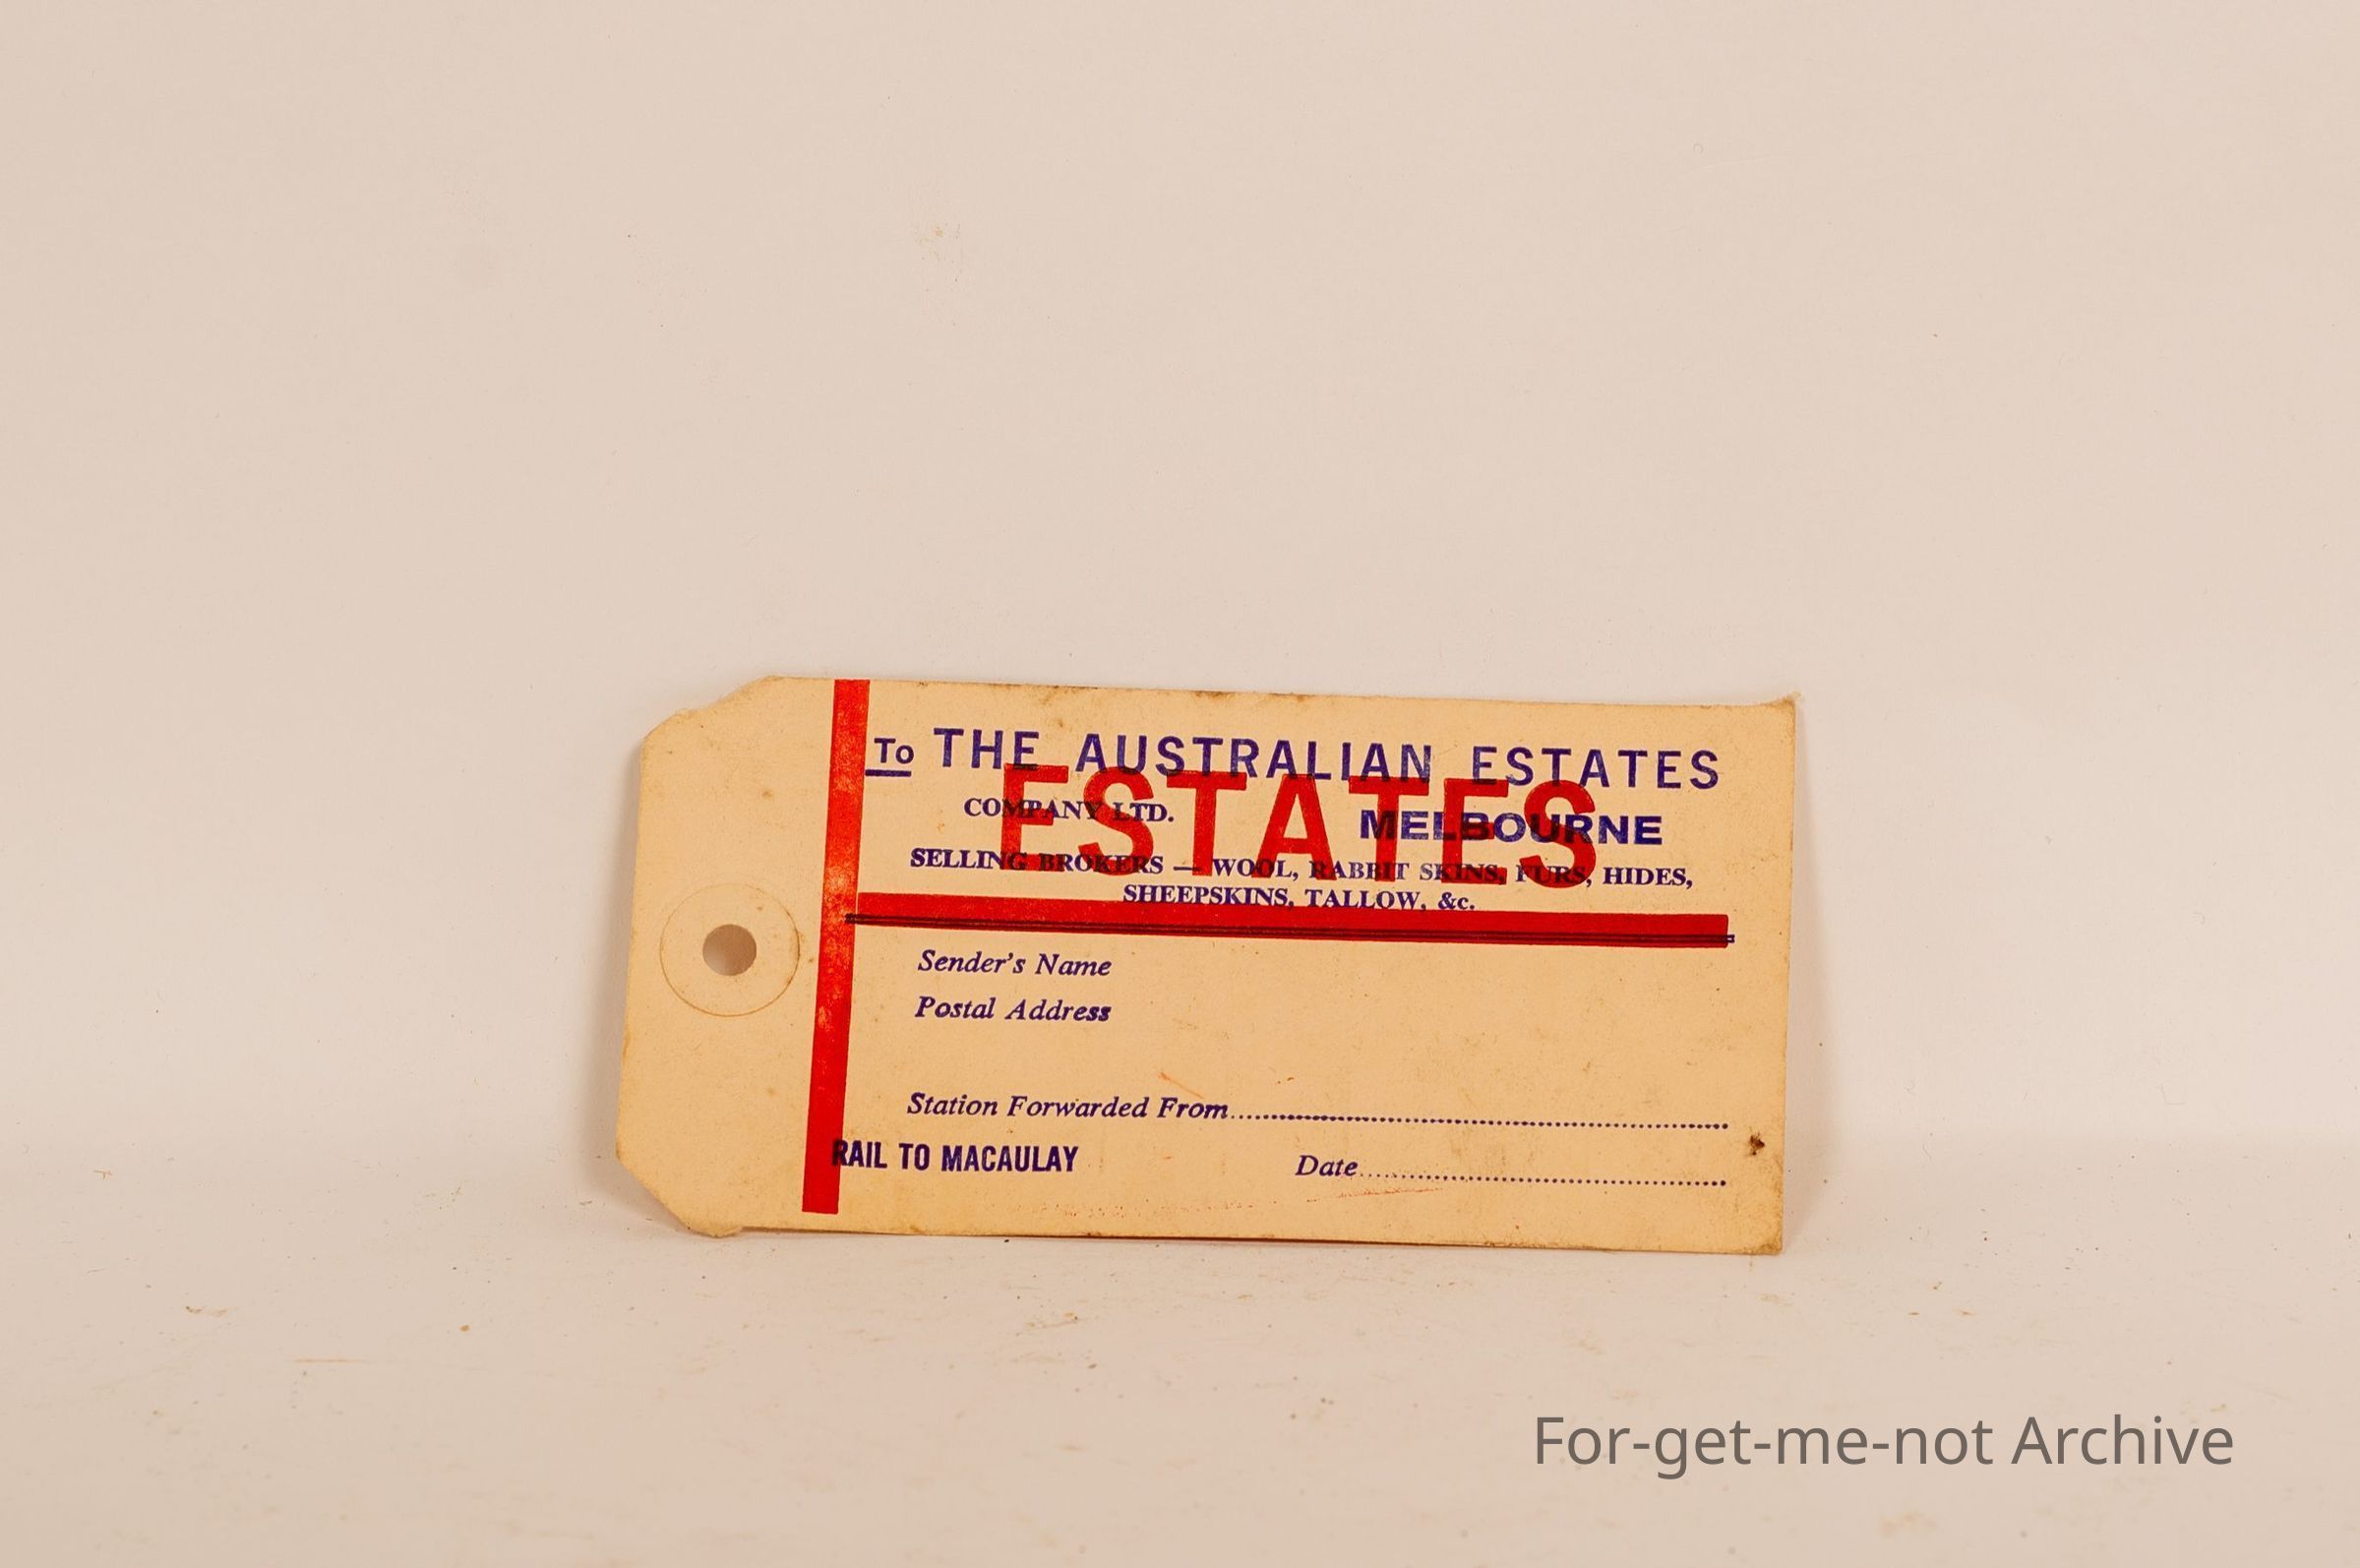 To THE AUSTRALIAN ESTATES
ESTATES
COMPANY LTD. MELBOURNE
SELLING BROKERS — WOOL, RABBIT SKINS, FURS, HIDES,
SHEEPSKINS, TALLOW, &c.
Sender's Name
Postal Address
Station Forwarded From
RAIL TO MACAULAY Date
For-get-me-not Archive